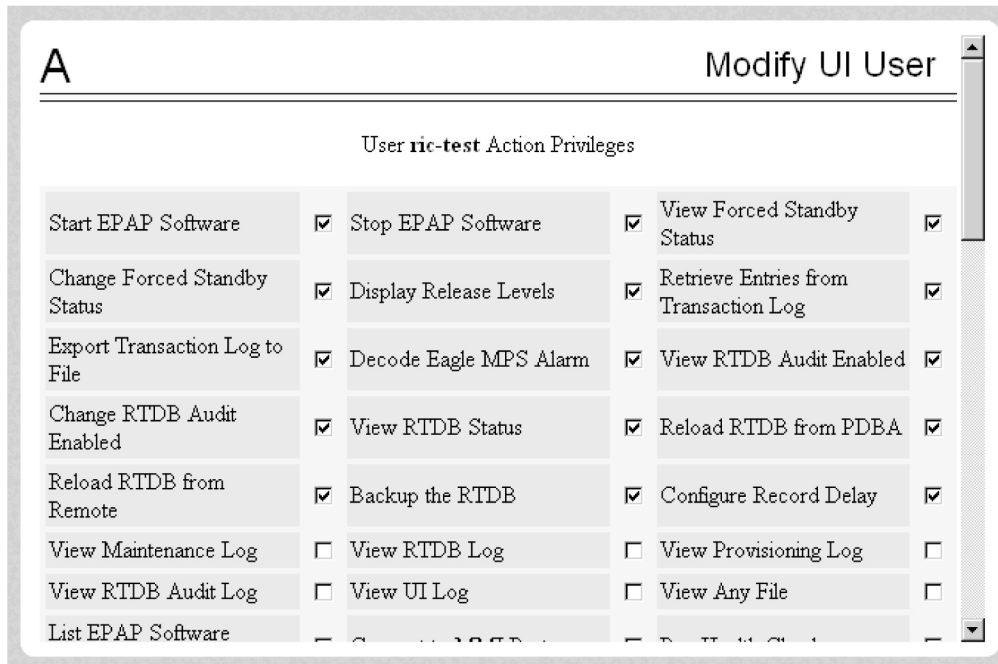 A
Modify UI User
User ric-test Action Privileges
Start EPAP Software
Stop EPAP Software
View Forced Standby
Status
Change Forced Standby
Status
Display Release Levels
Retrieve Entries from
Transaction Log
Export Transaction Log to
File
Decode Eagle MPS Alarm
View RTDB Audit Enabled
Change RTDB Audit
Enabled
View RTDB Status
Reload RTDB from PDBA
Reload RTDB from
Remote
Backup the RTDB
Configure Record Delay
View Maintenance Log
View RTDB Log
View Provisioning Log
View RTDB Audit Log
View UI Log
View Any File
List EPAP Software